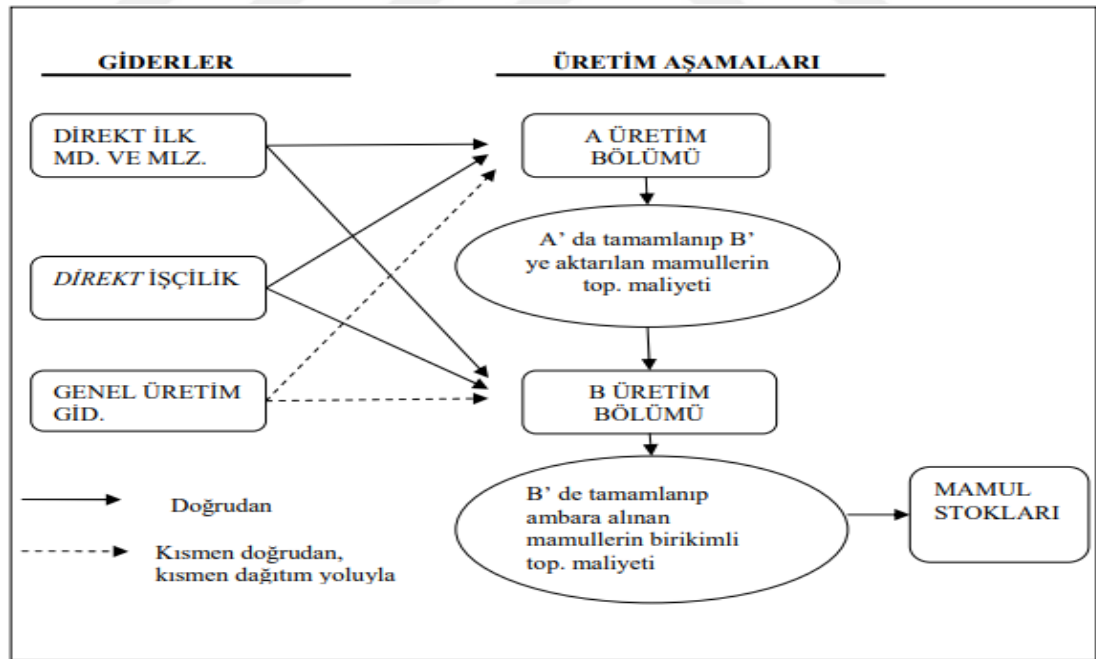 GİDERLER
ÜRETİM AŞAMALARI
DİREKT İLK
MD. VE MLZ.
A ÜRETİM
BÖLÜMÜ
A’ da tamamlanıp B’
ye aktarılan mamullerin
top. maliyeti
DİREKT İŞÇİLİK
GENEL ÜRETİM
GİD.
B ÜRETİM
BÖLÜMÜ
B’ de tamamlanıp
ambara alınan
mamullerin birikimli
top. maliyeti
MAMUL
STOKLARI
Doğrudan
Kısmen doğrudan,
kısmen dağıtım yoluyla